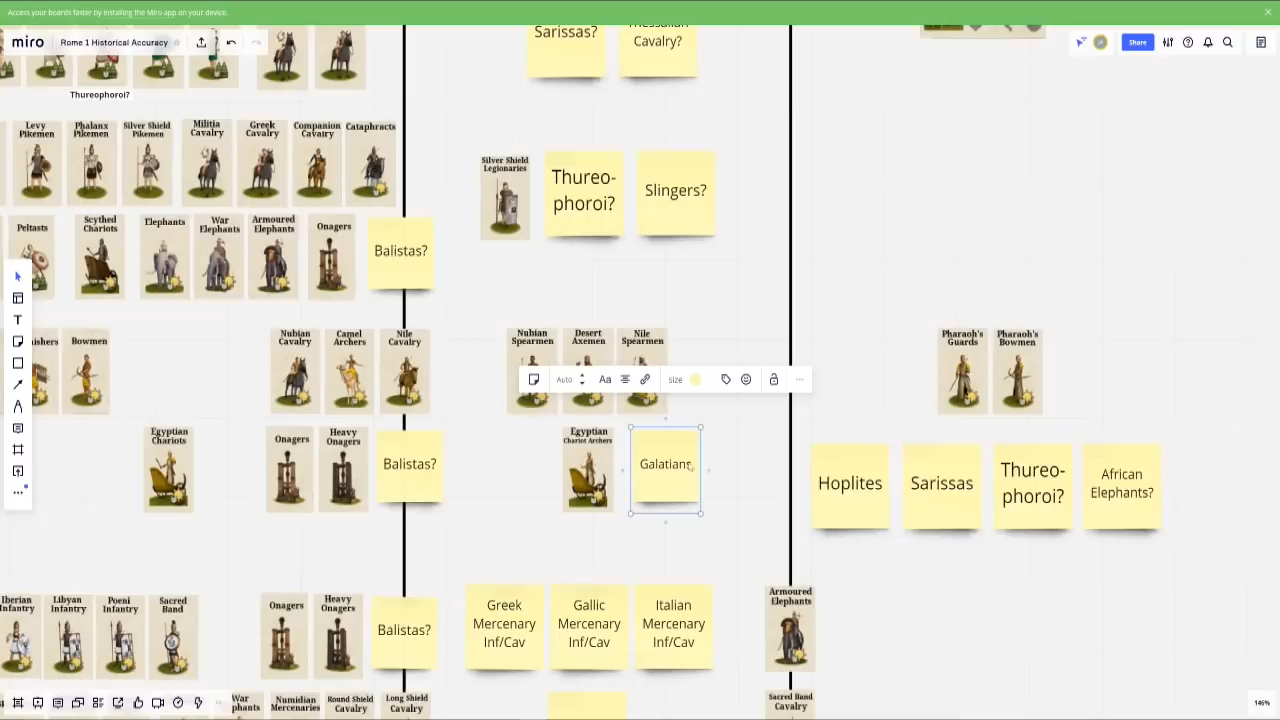 Access your boards faster by installing the Miro app on your device.
miro
Rome 1 Historical Accuracy
Share
Sarissas?
Cavalry?
Thureophoroi?
Levy
Pikemen
Phalanx
Pikemen
Silver Shield
Pikemen
Militia
Cavalry
Greek
Cavalry
Companion
Cavalry
Cataphracts
Silver Shield
Legionaries
Thureo-
phoroi?
Slingers?
Peltasts
Scythed
Chariots
Elephants
War
Elephants
Armoured
Elephants
Onagers
Balistas?
Bowmen
Nubian
Cavalry
Camel
Archers
Nile
Cavalry
Nubian
Spearmen
Desert
Axemen
Nile
Spearmen
Pharaoh's
Guards
Pharaoh's
Bowmen
Auto
Aa
size
Egyptian
Chariots
Onagers
Heavy
Onagers
Balistas?
Egyptian
Chariot Archers
Galatians
Hoplites
Sarissas
Thureo-
phoroi?
African
Elephants?
Iberian
Infantry
Libyan
Infantry
Poeni
Infantry
Sacred
Band
Onagers
Heavy
Onagers
Balistas?
Greek
Mercenary
Inf/Cav
Gallic
Mercenary
Inf/Cav
Italian
Mercenary
Inf/Cav
Armoured
Elephants
War
Numidian
Mercenaries
Round Shield
Cavalry
Long Shield
Cavalry
Sacred Band
Cavalry
146%